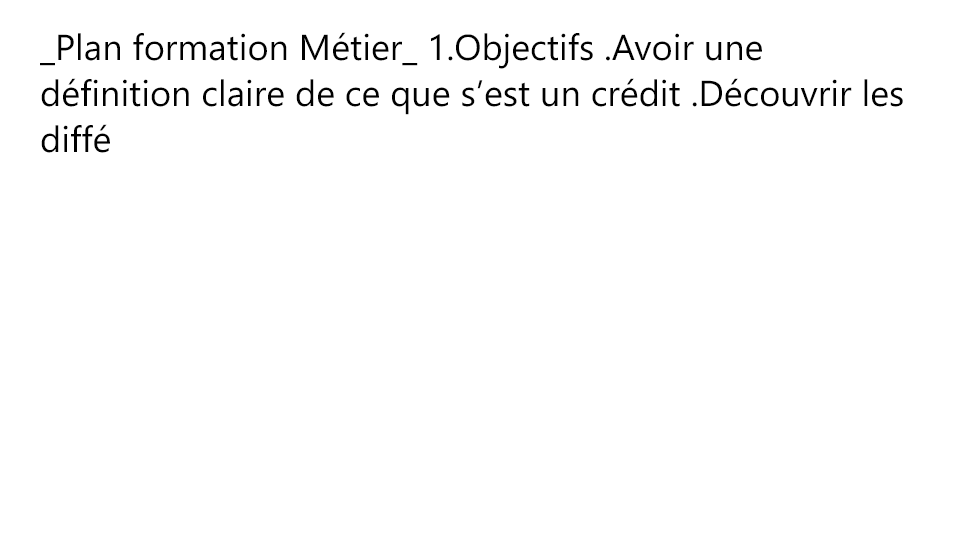 _Plan formation Métier_ 1.Objectifs .Avoir une
définition claire de ce que s’est un crédit .Découvrir les
diffé